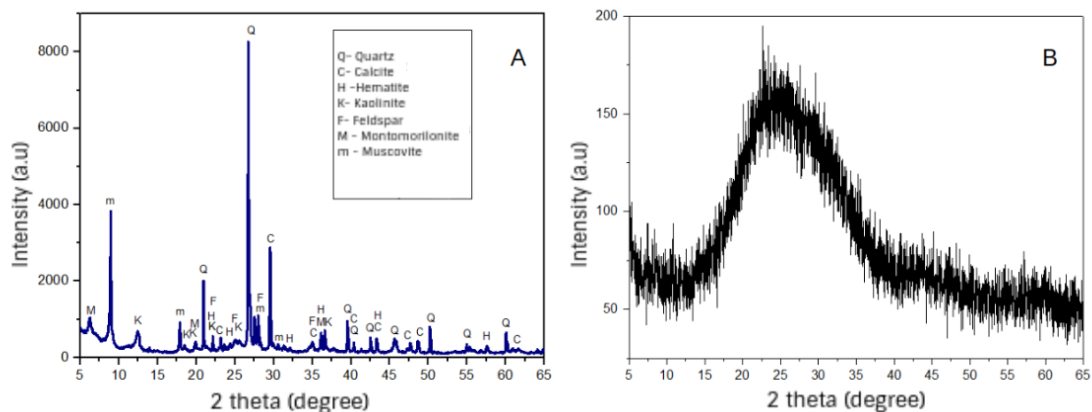 A
Intensity (a.u)
8000
6000
4000
2000
0
Q- Quartz
C- Calcite
H -Hematite
K- Kaolinite
F- Feldspar
M - Montomorilonite
m - Muscovite
M
m
K
m
K
M
K
Q
F
H
K
C
H
F
K
Q
F
m
C
m
H
F
C
H
M
K
Q
C
C
Q
C
H
C
Q
C
C
Q
Q
H
Q
C
5 10 15 20 25 30 35 40 45 50 55 60 65
2 theta (degree)
B
Intensity (a.u)
200
150
100
50
5 10 15 20 25 30 35 40 45 50 55 60 65
2 theta (degree)